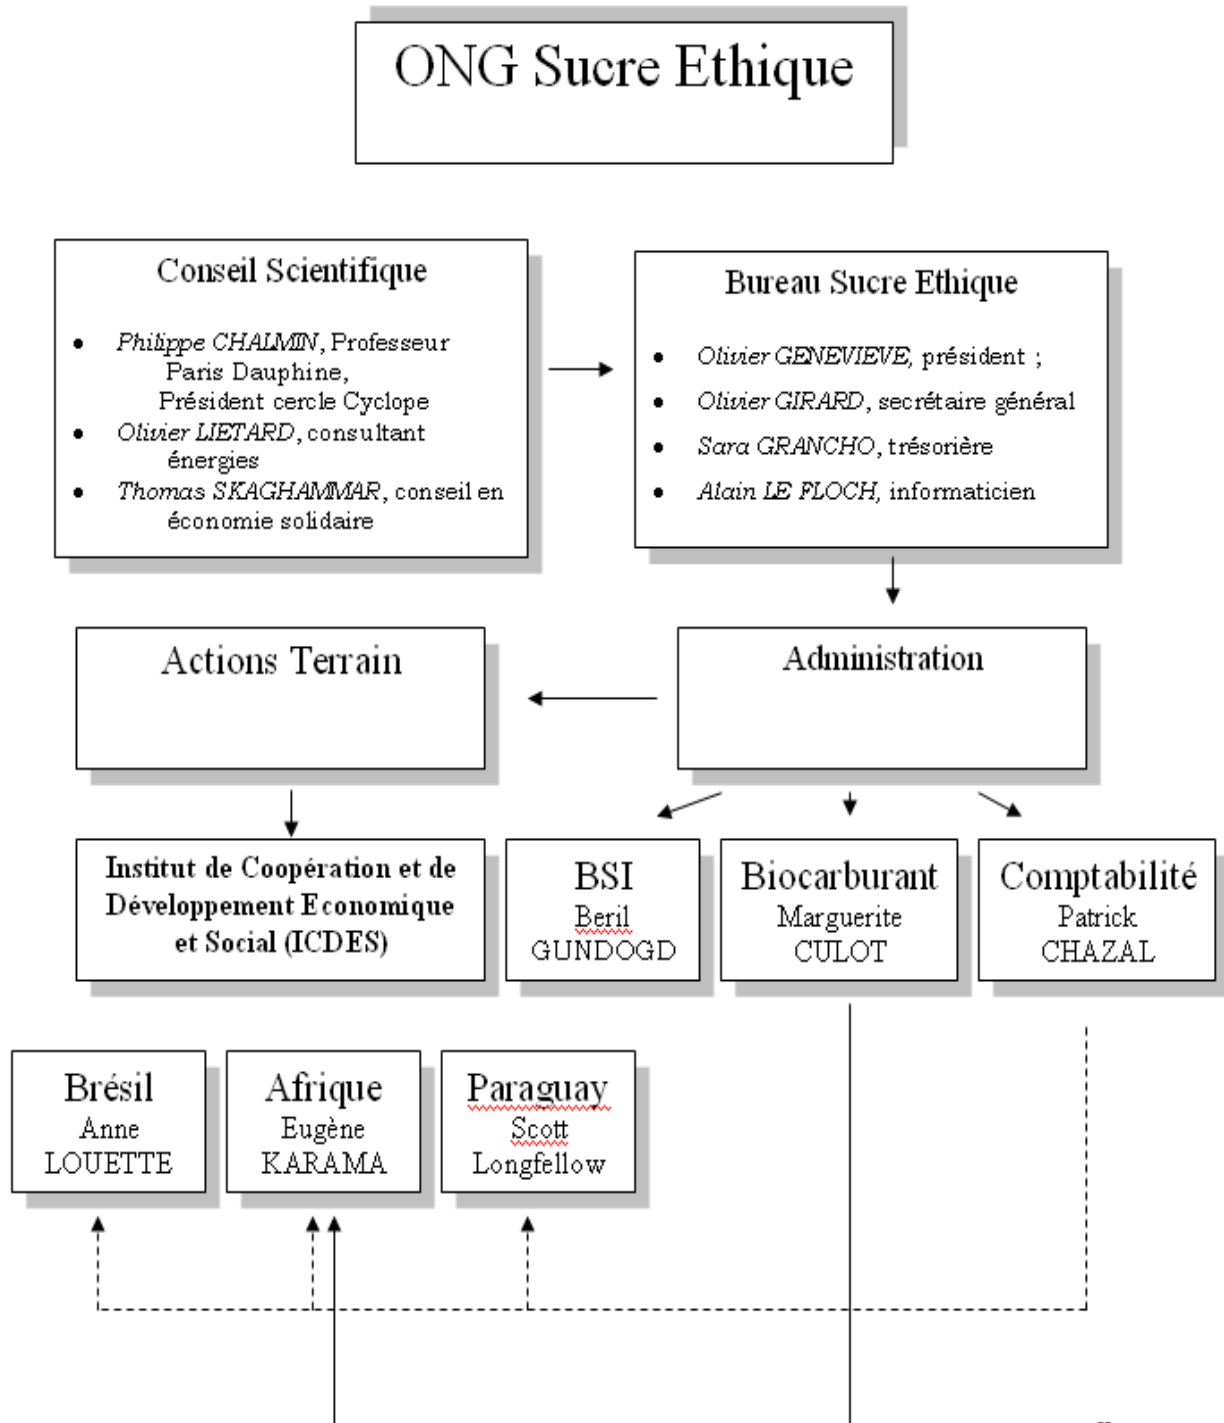 ONG Sucre Ethique
Conseil Scientifique
• Philippe CHALMIN, Professeur
Paris Dauphine,
Président cercle Cyclope
• Olivier LIETARD, consultant
énergies
• Thomas SKAGHAMMAR, conseil en
économie solidaire
Bureau Sucre Ethique
• Olivier GENEVIEVE, président ;
• Olivier GIRARD, secrétaire général
• Sara GRANCHO, trésorière
• Alain LE FLOCH, informaticien
Actions Terrain
Administration
Institut de Coopération et de
Développement Economique
et Social (ICDES)
BSI
Beril
GUNDOGD
Biocarburant
Marguerite
CULOT
Comptabilité
Patrick
CHAZAL
Brésil
Anne
LOUETTE
Afrique
Eugène
KARAMA
Paraguay
Scott
Longfellow